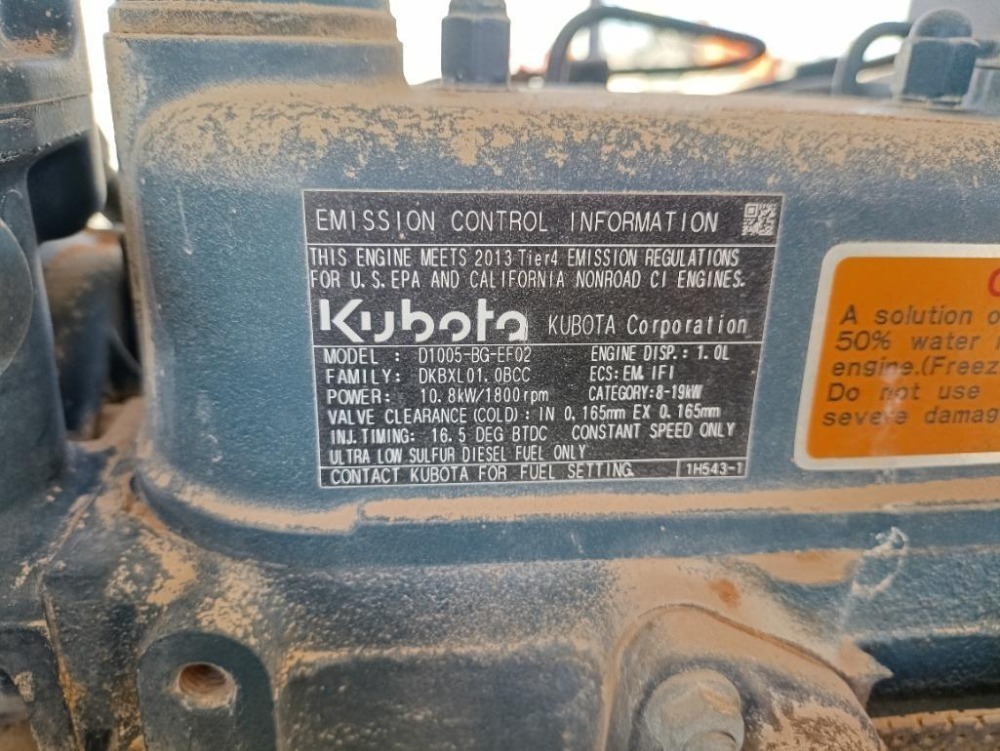 EMISSION CONTROL INFORMATION
THIS ENGINE MEETS 2013 Tier4 EMISSION REGULATIONS
FOR U.S. EPA AND CALIFORNIA NONROAD CI ENGINES.
Kubota KUBOTA Corporation
MODEL : D1005-BG-EF02 ENGINE DISP.: 1.0L
FAMILY: DKBXL01.0BCC ECS:EM, IFI
POWER: 10.8kW/1800rpm CATEGORY:8-19kW
VALVE CLEARANCE (COLD) : IN 0.165mm EX 0.165mm
INJ.TIMING: 16.5 DEG BTDC CONSTANT SPEED ONLY
ULTRA LOW SULFUR DIESEL FUEL ONLY
CONTACT KUBOTA FOR FUEL SETTING. 1H543-1
A solution
50% water
engine.(Freez
Do not use
severe damag